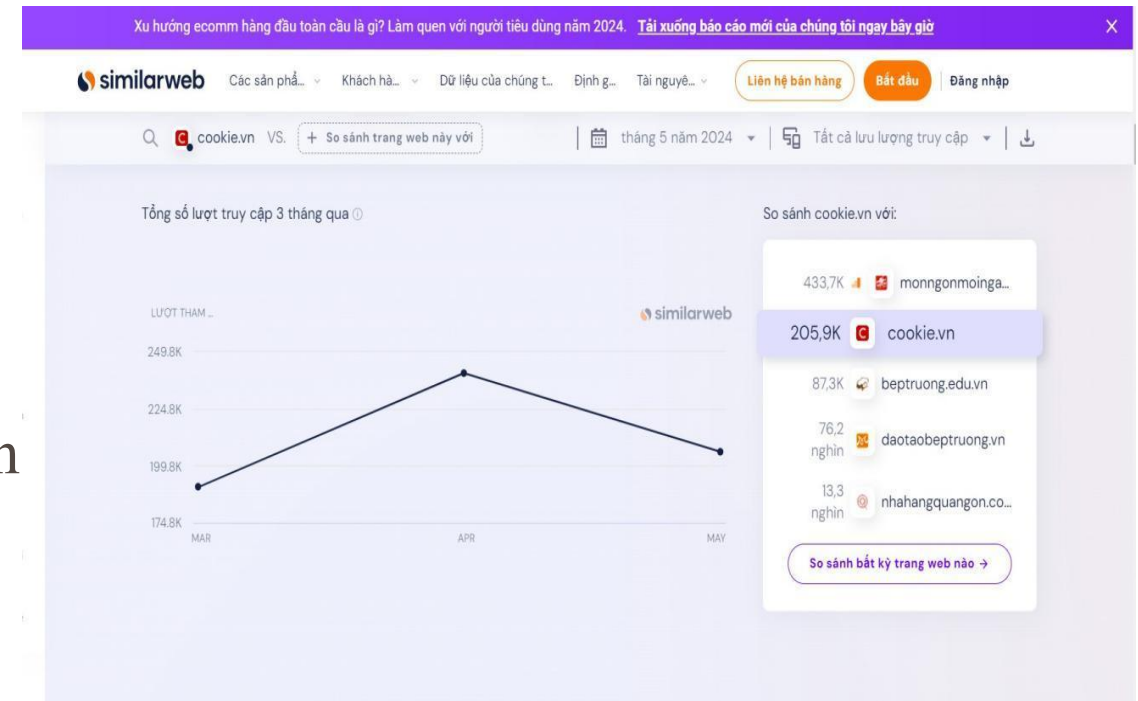 Xu hướng ecomm hàng đầu toàn cầu là gì? Làm quen với người tiêu dùng năm 2024. Tải xuống báo cáo mới của chúng tôi ngay bây giờ X
similarweb Các sản phẩ... Khách hà... Dữ liệu của chúng t... Định g... Tài nguyê... Liên hệ bán hàng Bắt đầu Đăng nhập
cookie.vn VS. + So sánh trang web này với tháng 5 năm 2024 Tất cả lưu lượng truy cập
Tổng số lượt truy cập 3 tháng qua
LƯỢT THAM ...
similarweb
249.8K
224.8K
199.8K
174.8K
MAR APR MAY
So sánh cookie.vn với:
433,7K monngonmoinga...
205,9K cookie.vn
87,3K beptruong.edu.vn
76,2 nghìn daotaobeptruong.vn
13,3 nghìn nhahangquangon.co...
So sánh bất kỳ trang web nào →
n